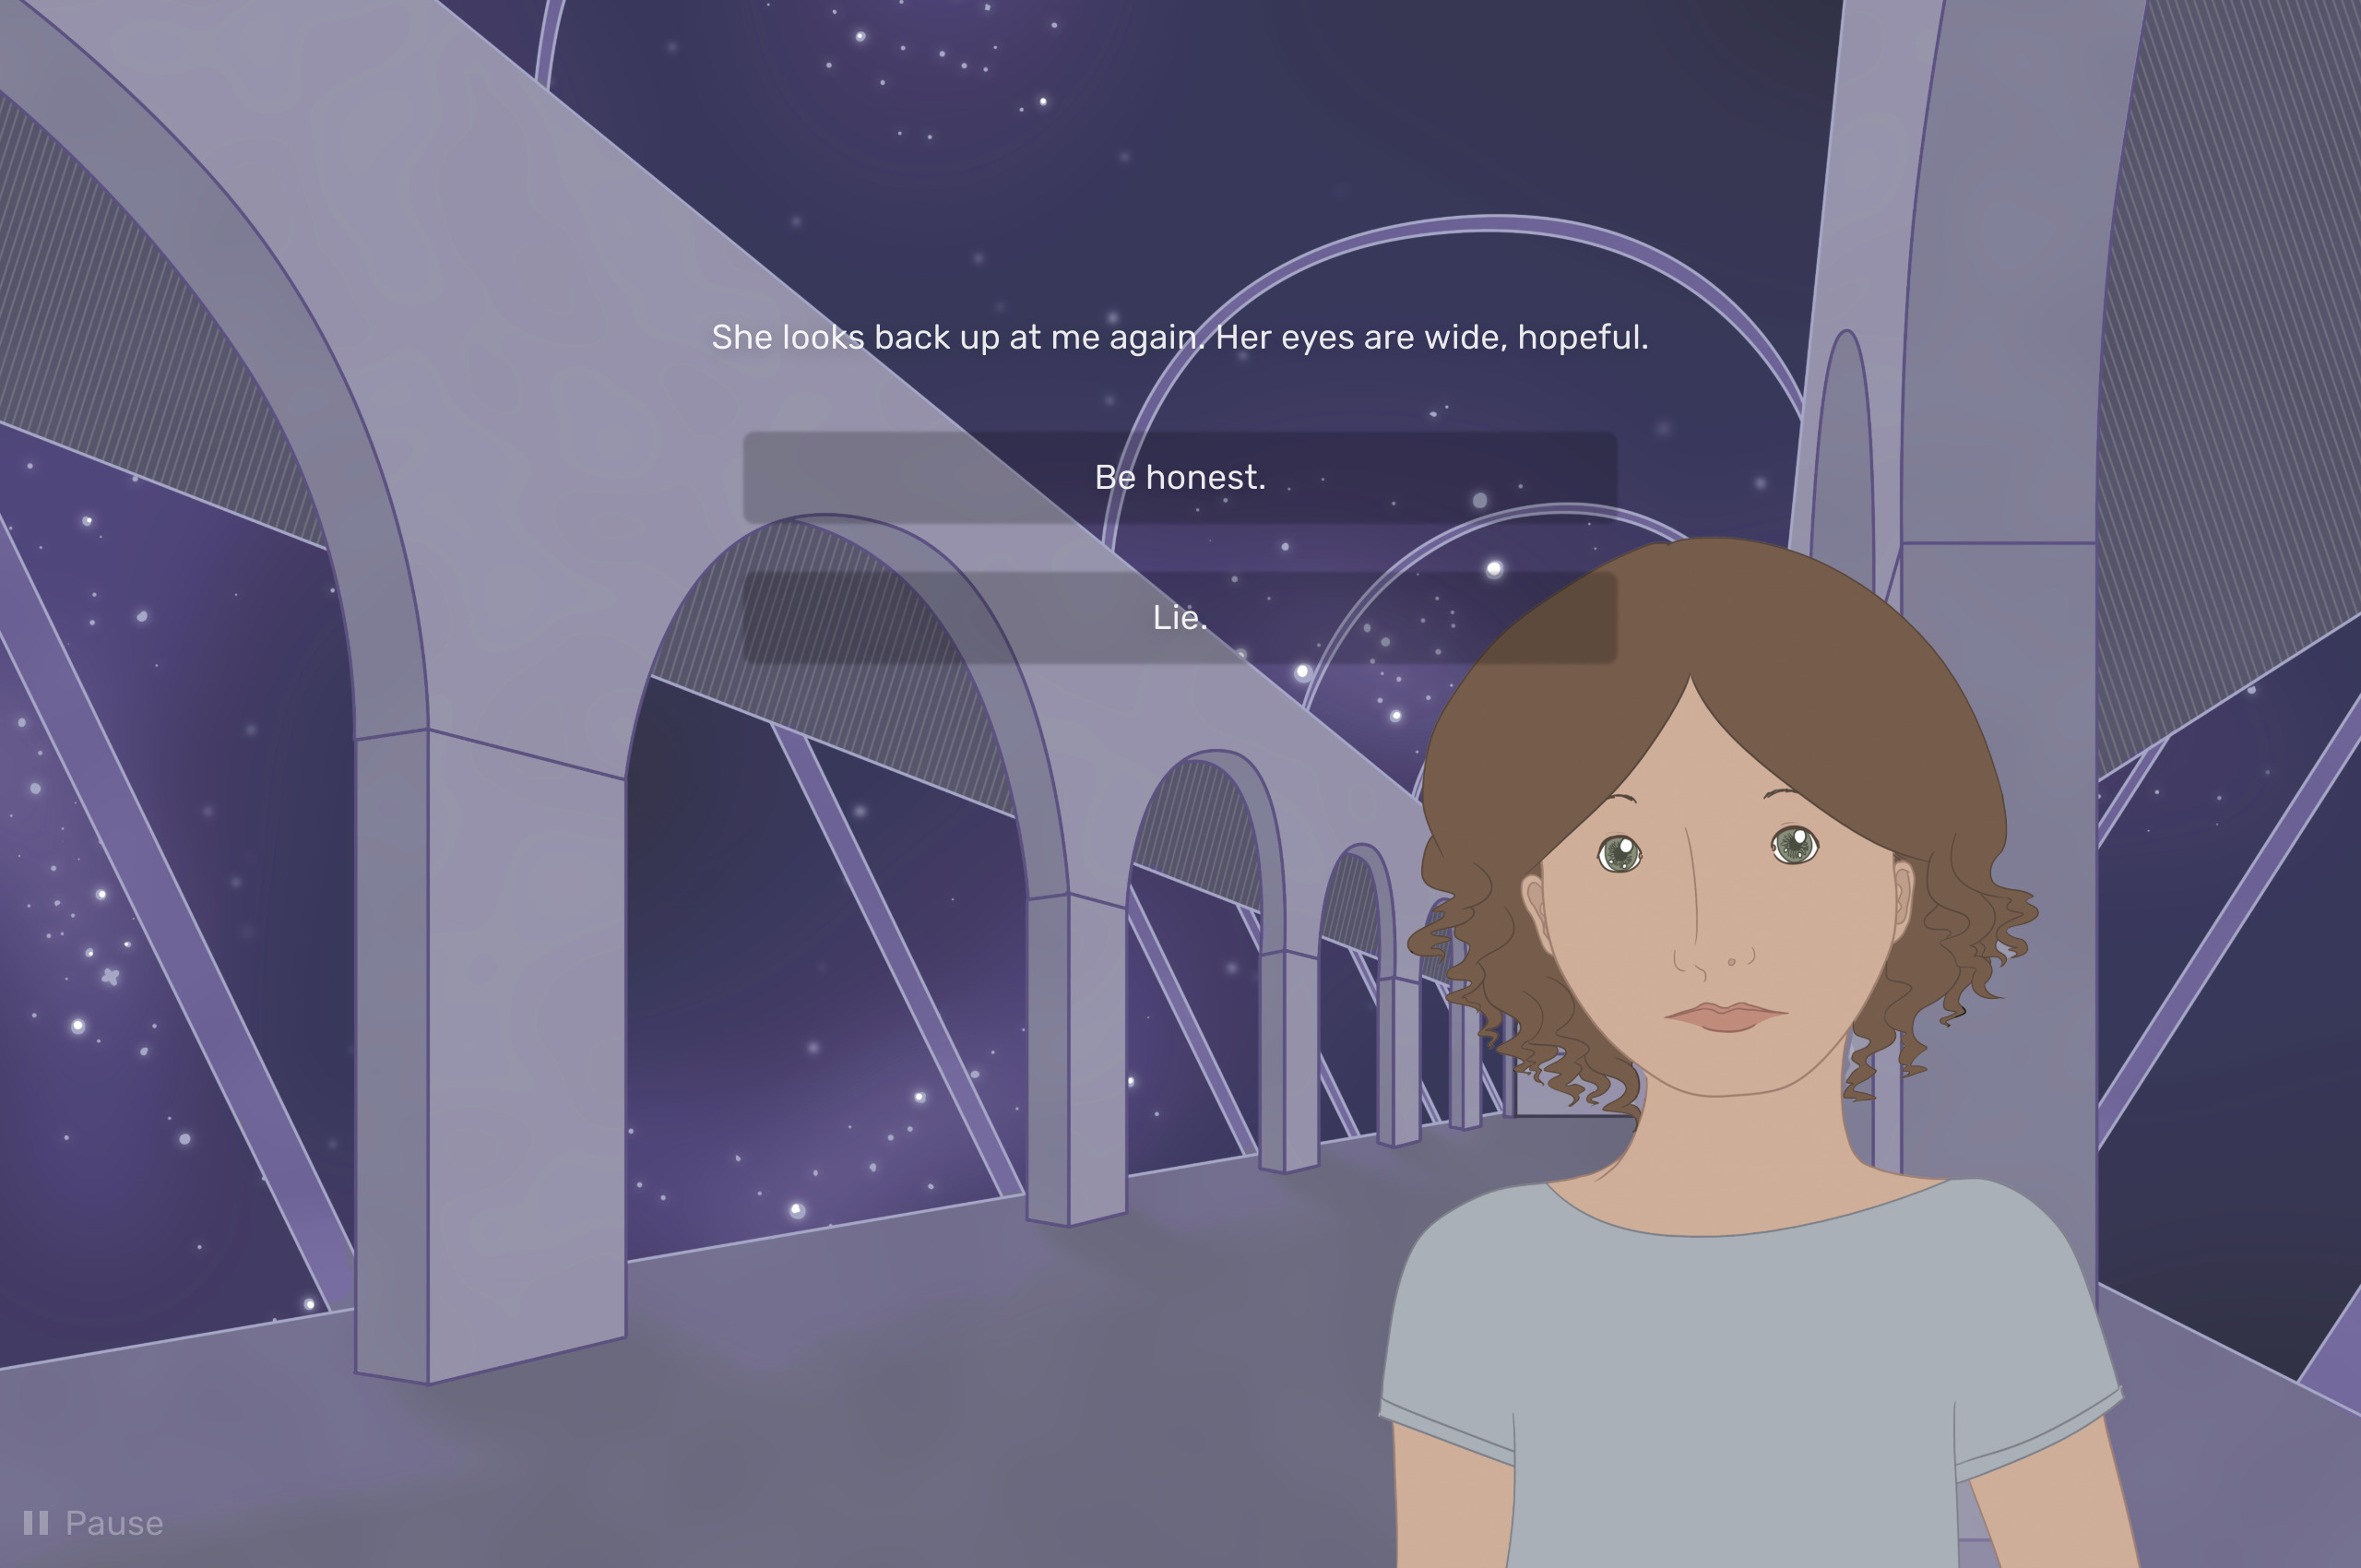 She looks back up at me again. Her eyes are wide, hopeful.
Be honest.
Lie.
Pause